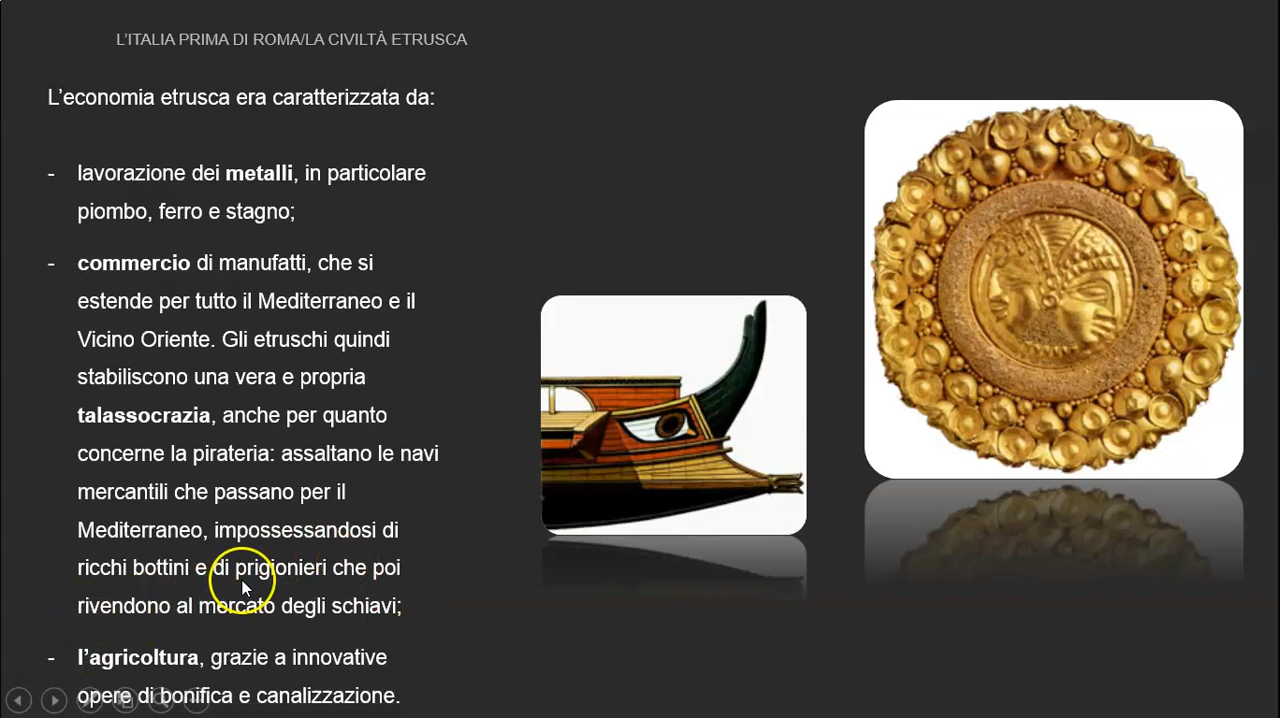 L’ITALIA PRIMA DI ROMA/LA CIVILTÀ ETRUSCA
L’economia etrusca era caratterizzata da:
- lavorazione dei metalli, in particolare
piombo, ferro e stagno;
- commercio di manufatti, che si
estende per tutto il Mediterraneo e il
Vicino Oriente. Gli etruschi quindi
stabiliscono una vera e propria
talassocrazia, anche per quanto
concerne la pirateria: assaltano le navi
mercantili che passano per il
Mediterraneo, impossessandosi di
ricchi bottini e di prigionieri che poi
rivendono al mercato degli schiavi;
- l’agricoltura, grazie a innovative
opere di bonifica e canalizzazione.